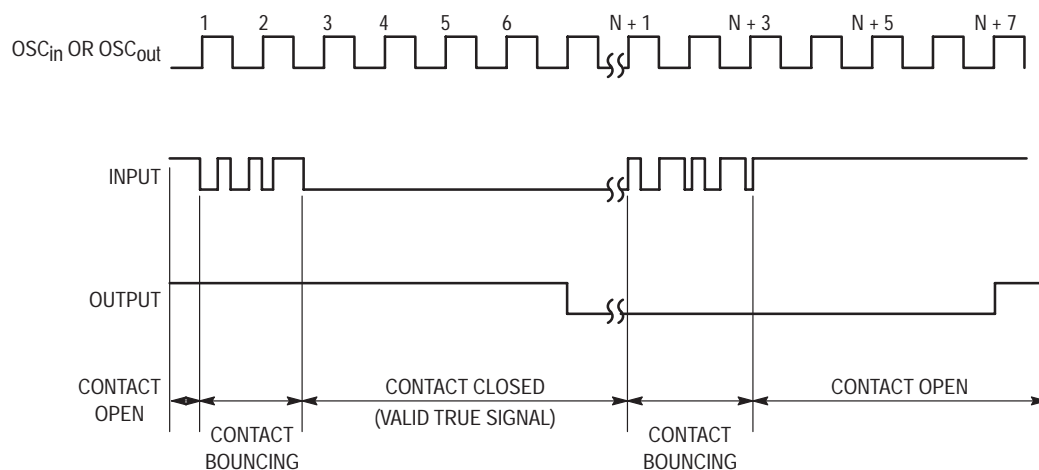 1 2 3 4 5 6 N + 1 N + 3 N + 5 N + 7
OSCin OR OSCout
INPUT
OUTPUT
CONTACT OPEN
CONTACT CLOSED
(VALID TRUE SIGNAL)
CONTACT OPEN
CONTACT BOUNCING
CONTACT BOUNCING